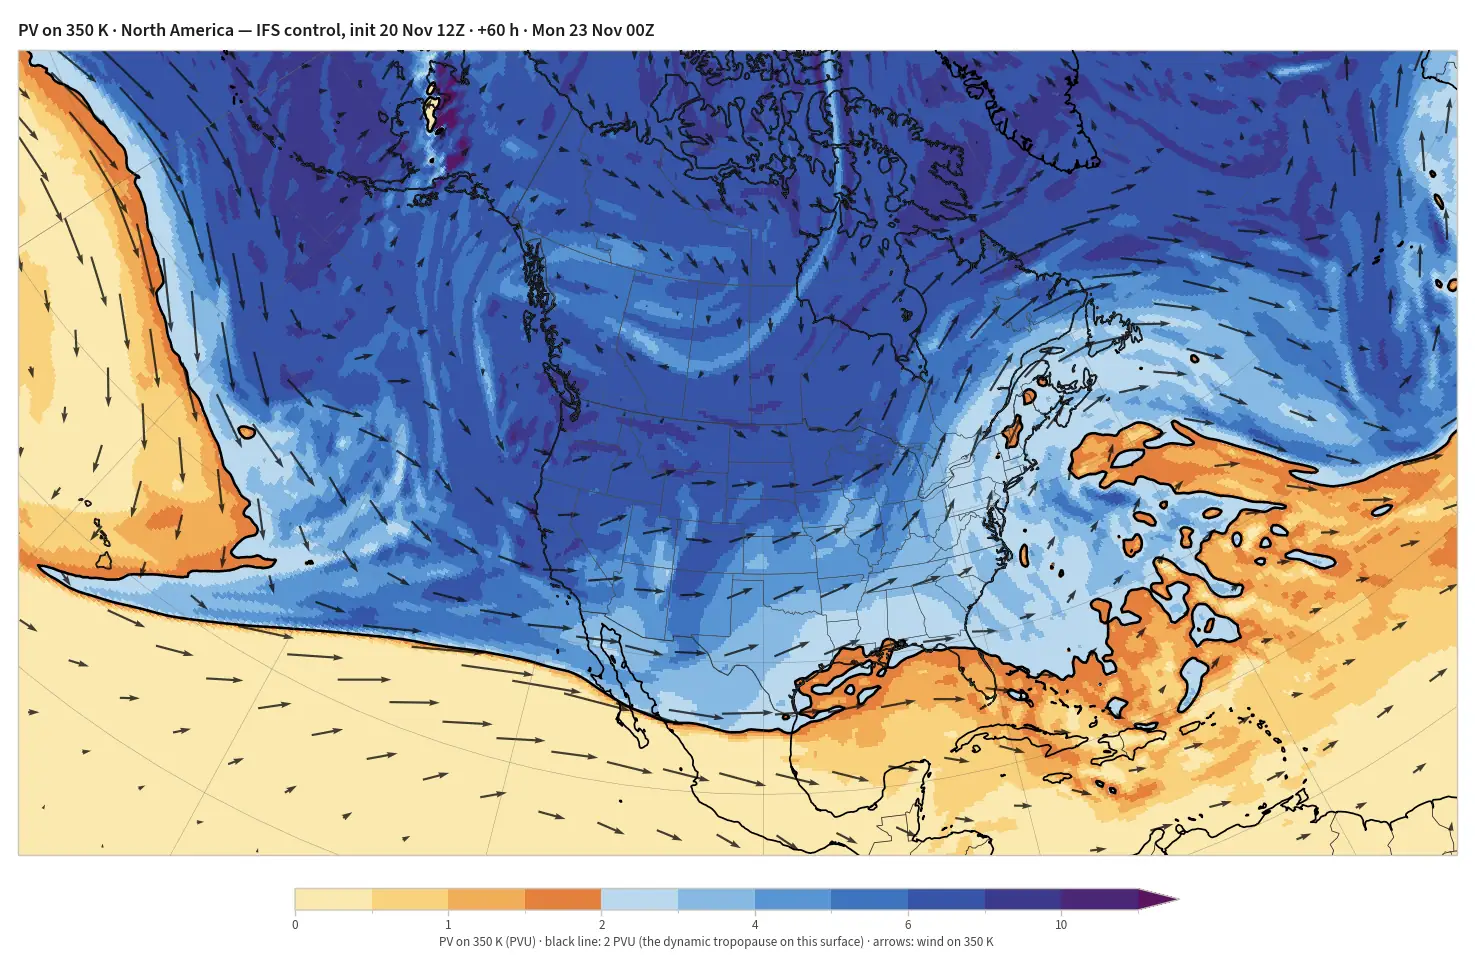 PV on 350 K · North America — IFS control, init 20 Nov 12Z · +60 h · Mon 23 Nov 00Z
0 1 2 4 6 10
PV on 350 K (PVU) · black line: 2 PVU (the dynamic tropopause on this surface) · arrows: wind on 350 K